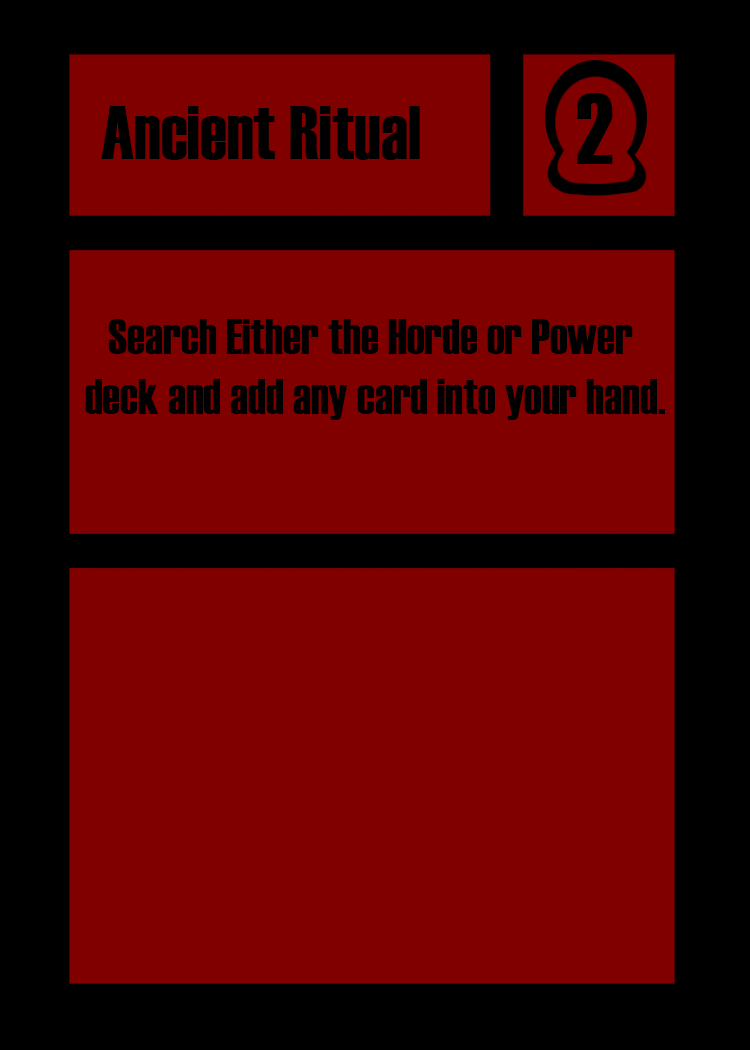 Ancient Ritual
2
Search Either the Horde or Power
deck and add any card into your hand.